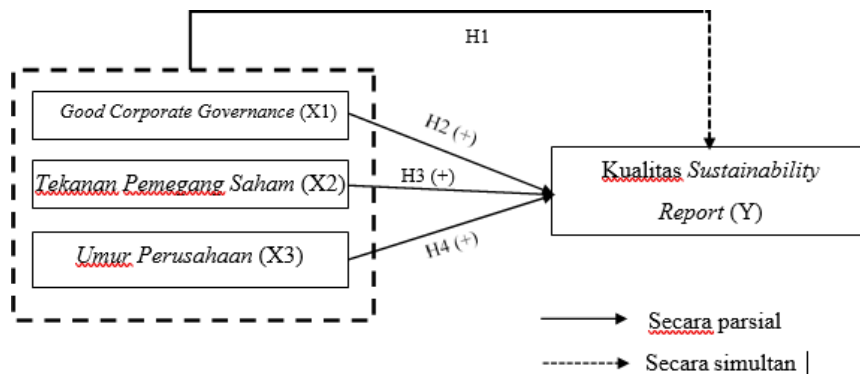 H1
Good Corporate Governance (X1)
H2 (+)
Tekanan Pemegang Saham (X2)
H3 (+)
Umur Perusahaan (X3)
H4 (+)
Kualitas Sustainability
Report (Y)
Secara parsial
Secara simultan